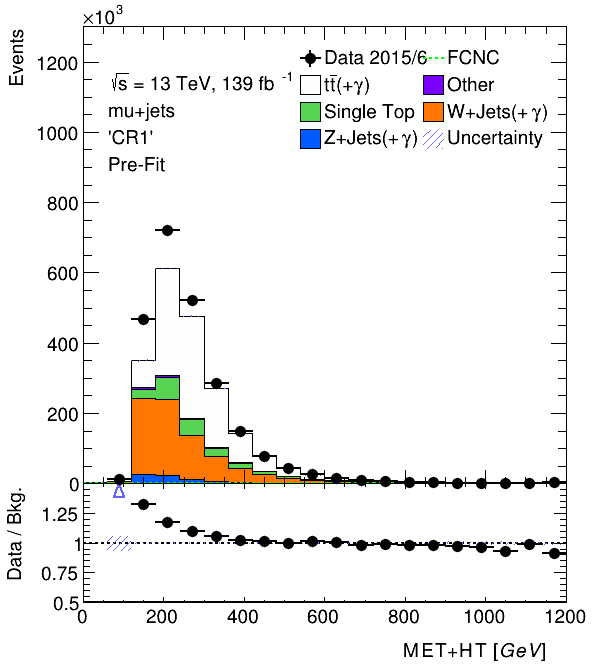 ×10³
Events
1200
1000
800
600
400
200
0
√s = 13 TeV, 139 fb⁻¹
mu+jets
'CR1'
Pre-Fit
Data 2015/6
FCNC
tt̄(+γ)
Other
Single Top
W+Jets(+γ)
Z+Jets(+γ)
Uncertainty
Data / Bkg.
1.25
1
0.75
0.5
0 200 400 600 800 1000 1200
MET+HT [GeV]